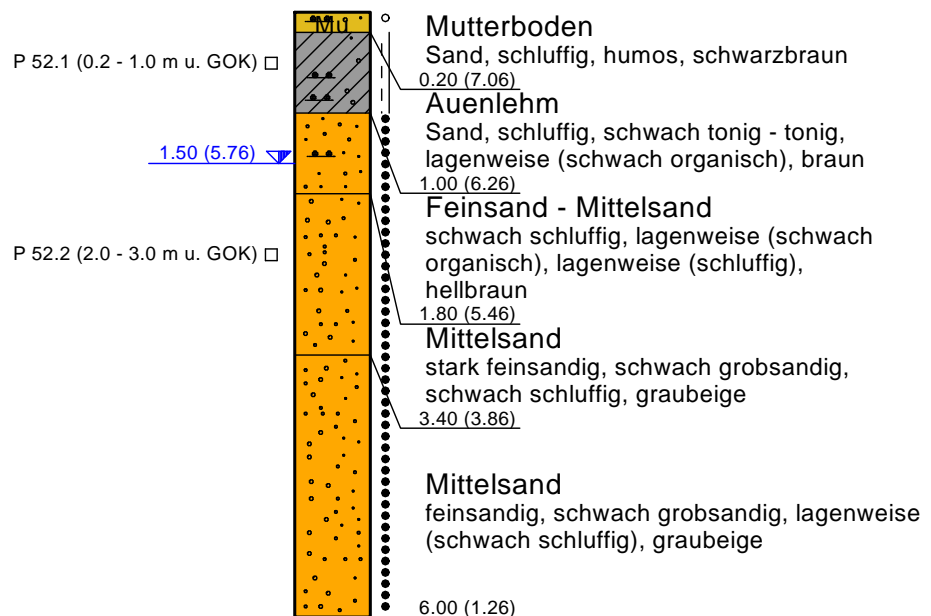 Mu
Mutterboden
Sand, schluffig, humos, schwarzbraun
P 52.1 (0.2 - 1.0 m u. GOK)
0.20 (7.06)
Auenlehm
Sand, schluffig, schwach tonig - tonig,
lagenweise (schwach organisch), braun
1.50 (5.76)
1.00 (6.26)
Feinsand - Mittelsand
schwach schluffig, lagenweise (schwach
organisch), lagenweise (schluffig),
hellbraun
P 52.2 (2.0 - 3.0 m u. GOK)
1.80 (5.46)
Mittelsand
stark feinsandig, schwach grobsandig,
schwach schluffig, graubeige
3.40 (3.86)
Mittelsand
feinsandig, schwach grobsandig, lagenweise
(schwach schluffig), graubeige
6.00 (1.26)